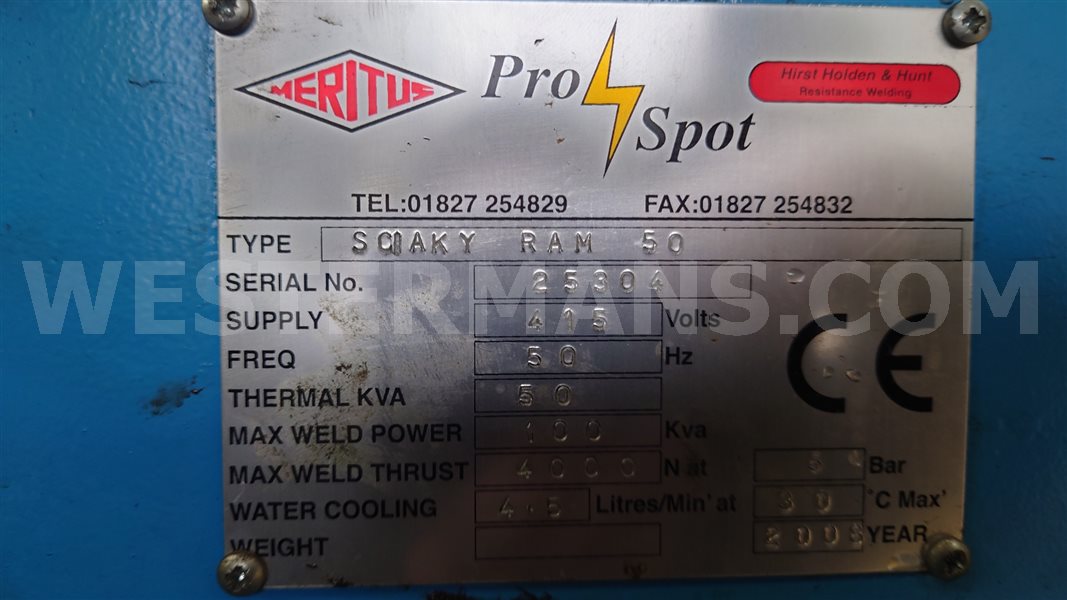 MERITUS
Pro Spot
Hirst Holden & Hunt
Resistance Welding
TEL:01827 254829 FAX:01827 254832
TYPE SCIAKY RAM 50
SERIAL No. 25304
WESTERMANS.COM
SUPPLY 415 Volts
FREQ 50 Hz
THERMAL KVA 50
CE
MAX WELD POWER 100 Kva
MAX WELD THRUST 4000 N at Bar
WATER COOLING 4.5 Litres/Min' at 30 °C Max'
WEIGHT YEAR